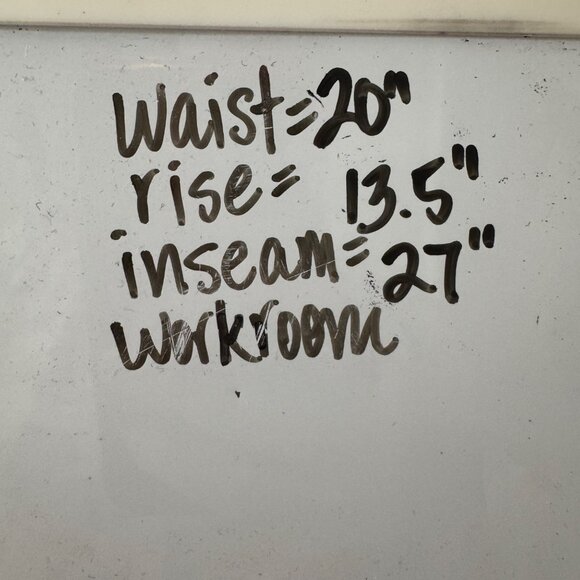 waist=20"
rise= 13.5"
inseam=27"
workroom